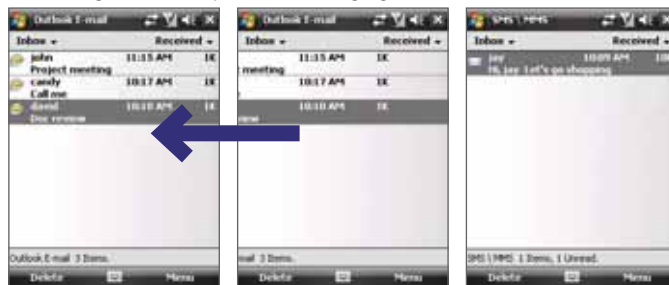 Outlook E-mail
Inbox Received
john 11:15 AM 1K
Project meeting
candy 10:17 AM 1K
Call me
david 10:10 AM 1K
Doc review
Outlook E-mail 3 Items.
Delete Menu
Outlook E-mail
Inbox Received
11:15 AM 1K
meeting
10:17 AM 1K
10:10 AM 1K
view
mail 3 Items.
Delete Menu
SMS \ MMS
Inbox Received
jay 10:09 AM
Hi, jay Let's go shopping
SMS \ MMS 1 Items, 1 Unread.
Delete Menu